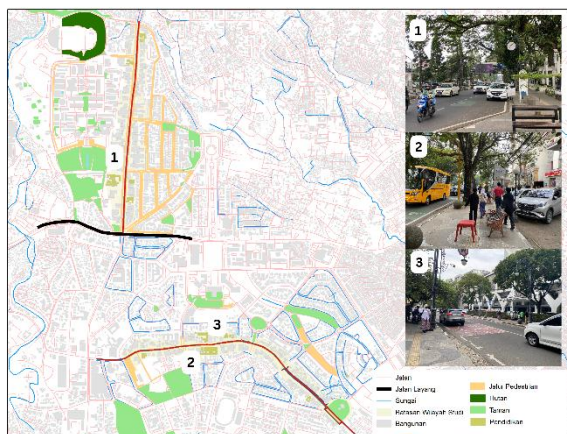 1
2
3
1
3
2
Jalan
Jalan Layang
Sungai
Batasan Wilayah Studi
Bangunan
Jalur Pedestrian
Hutan
Taman
Pendidikan